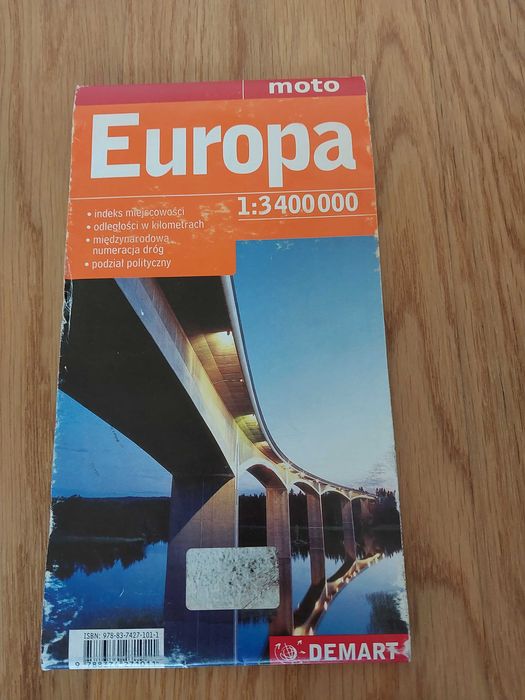 moto
Europa
1:3400000
• indeks miejscowości
• odległości w kilometrach
• międzynarodowa
numeracja dróg
• podział polityczny
ISBN: 978-83-7427-101-1
DEMART